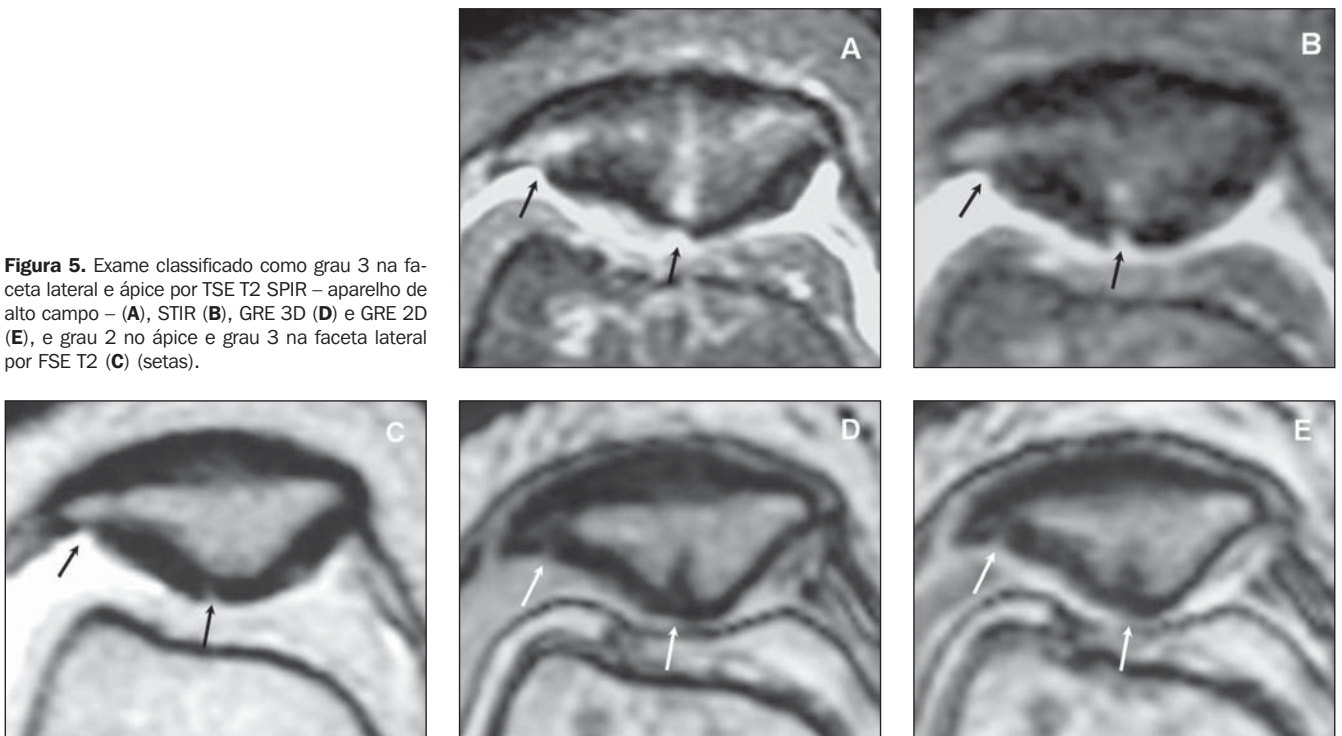 A
B
Figura 5. Exame classificado como grau 3 na fa-
ceta lateral e ápice por TSE T2 SPIR – aparelho de
alto campo – (A), STIR (B), GRE 3D (D) e GRE 2D
(E), e grau 2 no ápice e grau 3 na faceta lateral
por FSE T2 (C) (setas).
C
D
E